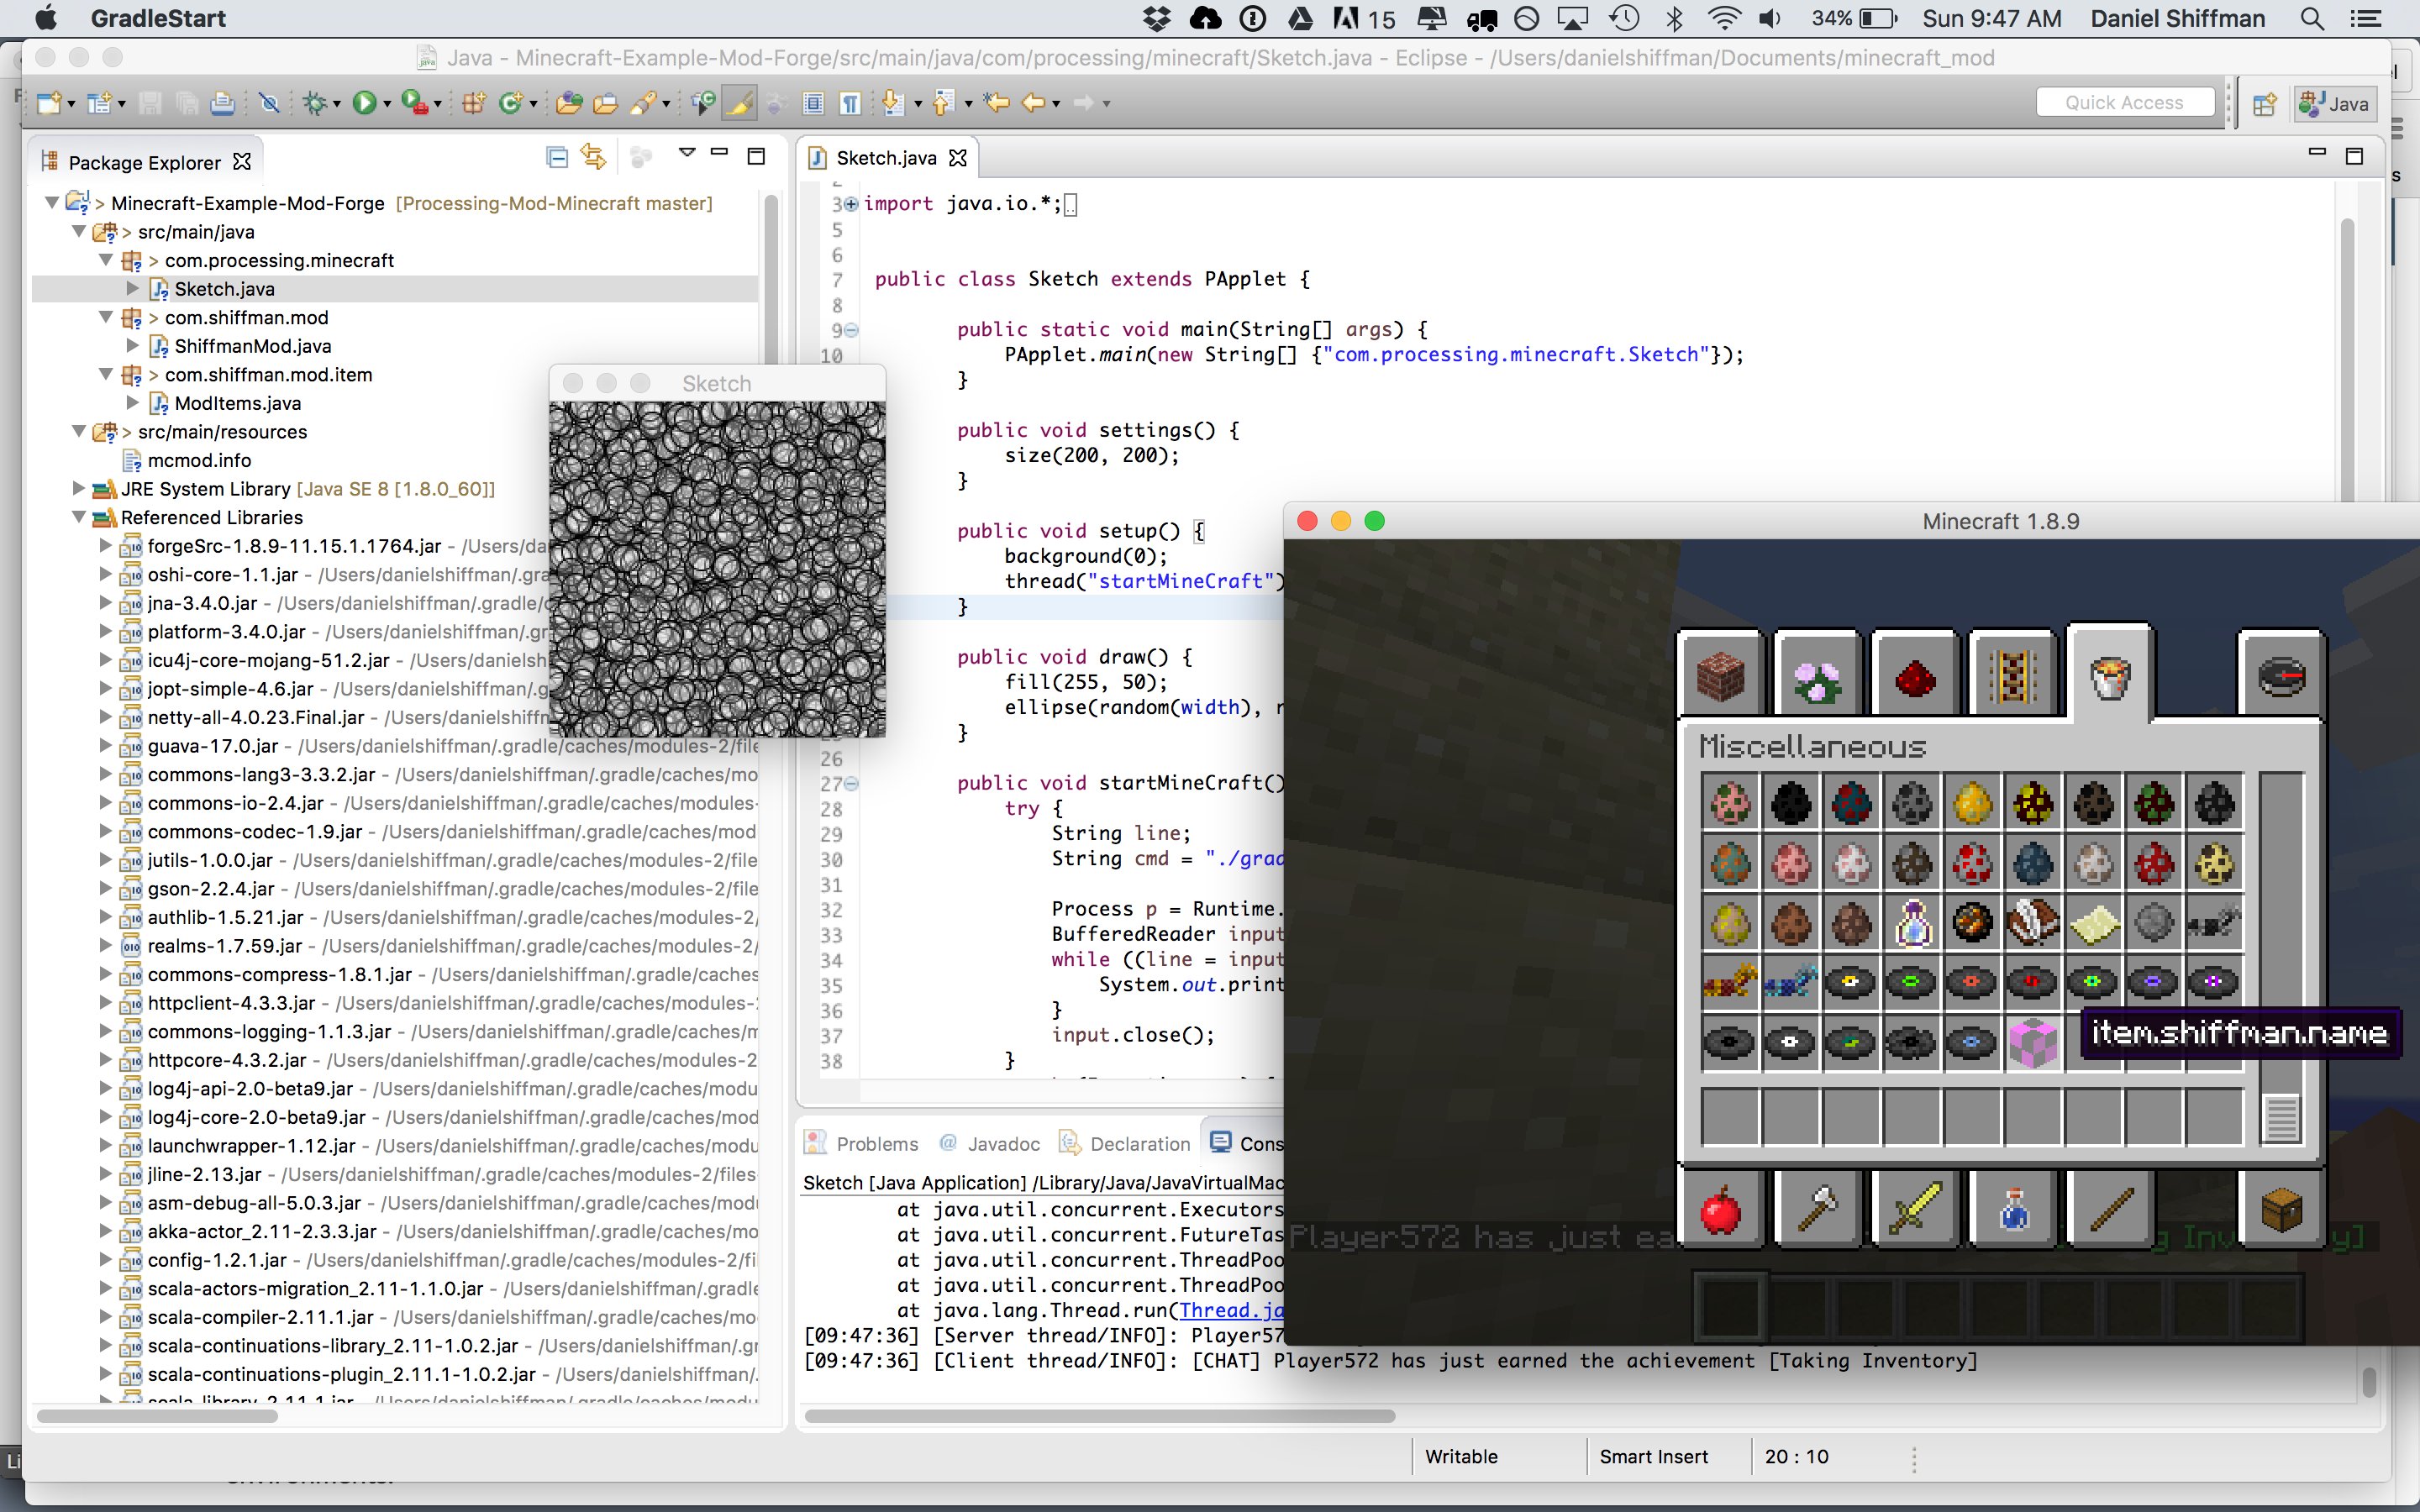 GradleStart
15
34%
Sun 9:47 AM
Daniel Shiffman
Java - Minecraft-Example-Mod-Forge/src/main/java/com/processing/minecraft/Sketch.java - Eclipse - /Users/danielshiffman/Documents/minecraft_mod
Quick Access
Java
Package Explorer
Minecraft-Example-Mod-Forge [Processing-Mod-Minecraft master]
> src/main/java
> com.processing.minecraft
Sketch.java
> com.shiffman.mod
ShiffmanMod.java
> com.shiffman.mod.item
ModItems.java
> src/main/resources
mcmod.info
JRE System Library [Java SE 8 [1.8.0_60]]
Referenced Libraries
forgeSrc-1.8.9-11.15.1.1764.jar - /Users/da
oshi-core-1.1.jar - /Users/danielshiffman/.gra
jna-3.4.0.jar - /Users/danielshiffman/.gradle/c
platform-3.4.0.jar - /Users/danielshiffman/.gr
icu4j-core-mojang-51.2.jar - /Users/danielsh
jopt-simple-4.6.jar - /Users/danielshiffman/.g
netty-all-4.0.23.Final.jar - /Users/danielshiffm
guava-17.0.jar - /Users/danielshiffman/.gradle/caches/modules-2/file
commons-lang3-3.3.2.jar - /Users/danielshiffman/.gradle/caches/mo
commons-io-2.4.jar - /Users/danielshiffman/.gradle/caches/modules-
commons-codec-1.9.jar - /Users/danielshiffman/.gradle/caches/mod
jutils-1.0.0.jar - /Users/danielshiffman/.gradle/caches/modules-2/file
gson-2.2.4.jar - /Users/danielshiffman/.gradle/caches/modules-2/file
authlib-1.5.21.jar - /Users/danielshiffman/.gradle/caches/modules-2/
realms-1.7.59.jar - /Users/danielshiffman/.gradle/caches/modules-2/
commons-compress-1.8.1.jar - /Users/danielshiffman/.gradle/caches
httpclient-4.3.3.jar - /Users/danielshiffman/.gradle/caches/modules-
commons-logging-1.1.3.jar - /Users/danielshiffman/.gradle/caches/m
httpcore-4.3.2.jar - /Users/danielshiffman/.gradle/caches/modules-2
log4j-api-2.0-beta9.jar - /Users/danielshiffman/.gradle/caches/mod
log4j-core-2.0-beta9.jar - /Users/danielshiffman/.gradle/caches/mod
launchwrapper-1.12.jar - /Users/danielshiffman/.gradle/caches/modu
jline-2.13.jar - /Users/danielshiffman/.gradle/caches/modules-2/files-
asm-debug-all-5.0.3.jar - /Users/danielshiffman/.gradle/caches/mod
akka-actor_2.11-2.3.3.jar - /Users/danielshiffman/.gradle/caches/mo
config-1.2.1.jar - /Users/danielshiffman/.gradle/caches/modules-2/fi
scala-actors-migration_2.11-1.1.0.jar - /Users/danielshiffman/.gradle
scala-compiler-2.11.1.jar - /Users/danielshiffman/.gradle/caches/mo
scala-continuations-library_2.11-1.0.2.jar - /Users/danielshiffman/.gr
scala-continuations-plugin_2.11.1-1.0.2.jar - /Users/danielshiffman/.
Sketch
Sketch.java
3 import java.io.*;
5
6
7 public class Sketch extends PApplet {
8
9 public static void main(String[] args) {
10 PApplet.main(new String[] {"com.processing.minecraft.Sketch"});
}
public void settings() {
size(200, 200);
}
public void setup() {
background(0);
thread("startMineCraft")
}
public void draw() {
fill(255, 50);
ellipse(random(width), r
}
26
27 public void startMineCraft()
28 try {
29 String line;
30 String cmd = "./grad
31
32 Process p = Runtime.
33 BufferedReader input
34 while ((line = input
35 System.out.print
36 }
37 input.close();
38 }
Problems
Javadoc
Declaration
Cons
Sketch [Java Application] /Library/Java/JavaVirtualMac
at java.util.concurrent.Executors
at java.util.concurrent.FutureTas
at java.util.concurrent.ThreadPoo
at java.util.concurrent.ThreadPoo
at java.lang.Thread.run(Thread.ja
[09:47:36] [Server thread/INFO]: Player57
[09:47:36] [Client thread/INFO]: [CHAT] Player572 has just earned the achievement [Taking Inventory]
Writable
Smart Insert
20 : 10
Minecraft 1.8.9
Miscellaneous
item.shiffman.name
Player572 has just ea
g Inv
y]